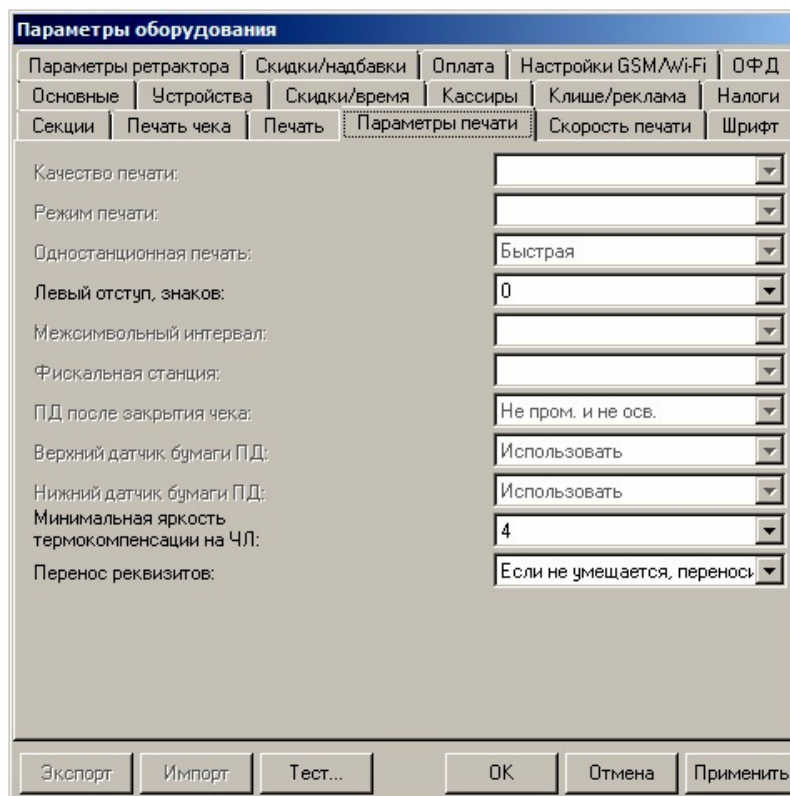 Параметры оборудования
Параметры ретрактора Скидки/надбавки Оплата Настройки GSM/Wi-Fi ОФД
Основные Устройства Скидки/время Кассиры Клише/реклама Налоги
Секции Печать чека Печать Параметры печати Скорость печати Шрифт
Качество печати:
Режим печати:
Одностанционная печать: Быстрая
Левый отступ, знаков: 0
Межсимвольный интервал:
Фискальная станция:
ПД после закрытия чека: Не пром. и не осв.
Верхний датчик бумаги ПД: Использовать
Нижний датчик бумаги ПД: Использовать
Минимальная яркость
термокомпенсации на ЧЛ: 4
Перенос реквизитов: Если не умещается, переноси
Экспорт Импорт Тест... OK Отмена Применить